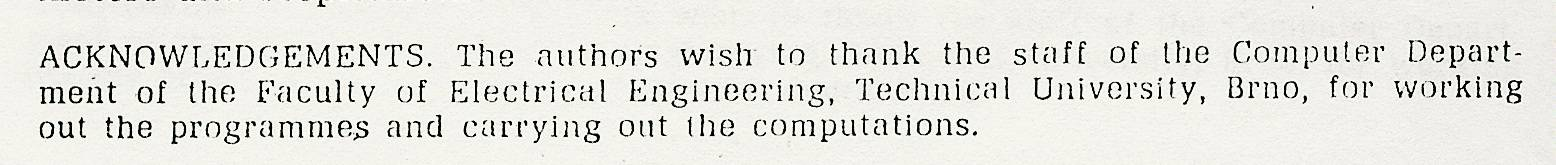 ACKNOWLEDGEMENTS. The authors wish to thank the staff of the Computer Depart-
ment of the Faculty of Electrical Engineering, Technical University, Brno, for working
out the programmes and carrying out the computations.